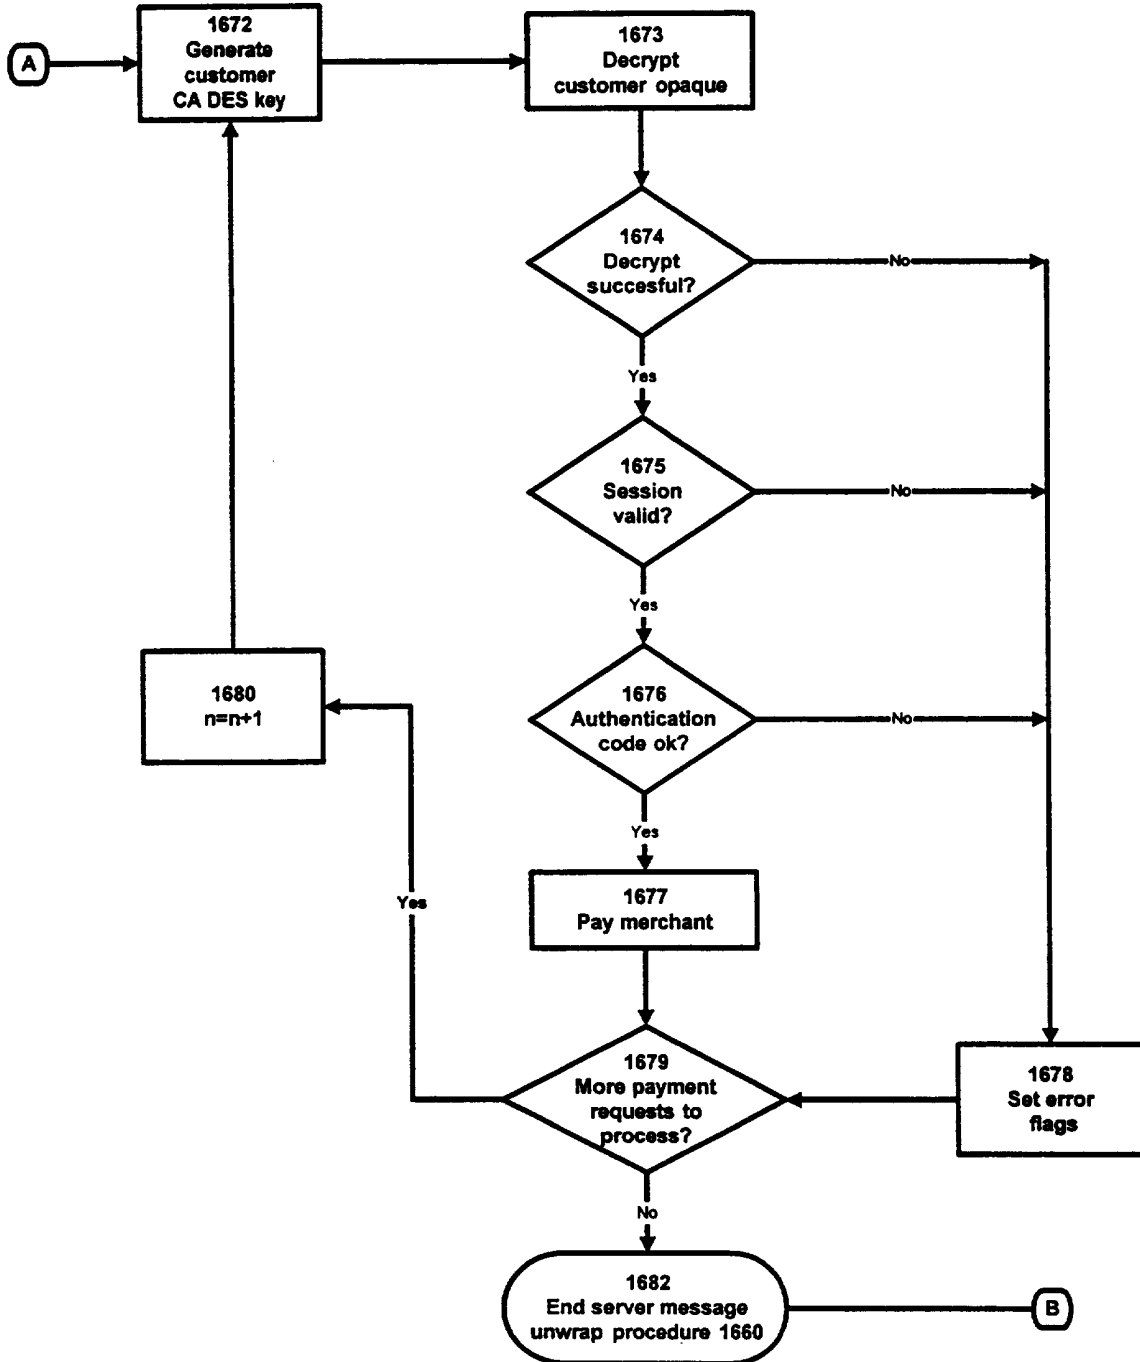 A
1672
Generate
customer
CA DES key
1673
Decrypt
customer opaque
1674
Decrypt
succesful?
No
Yes
1675
Session
valid?
No
Yes
1680
n=n+1
1676
Authentication
code ok?
No
Yes
Yes
1677
Pay merchant
1679
More payment
requests to
process?
1678
Set error
flags
No
1682
End server message
unwrap procedure 1660
B